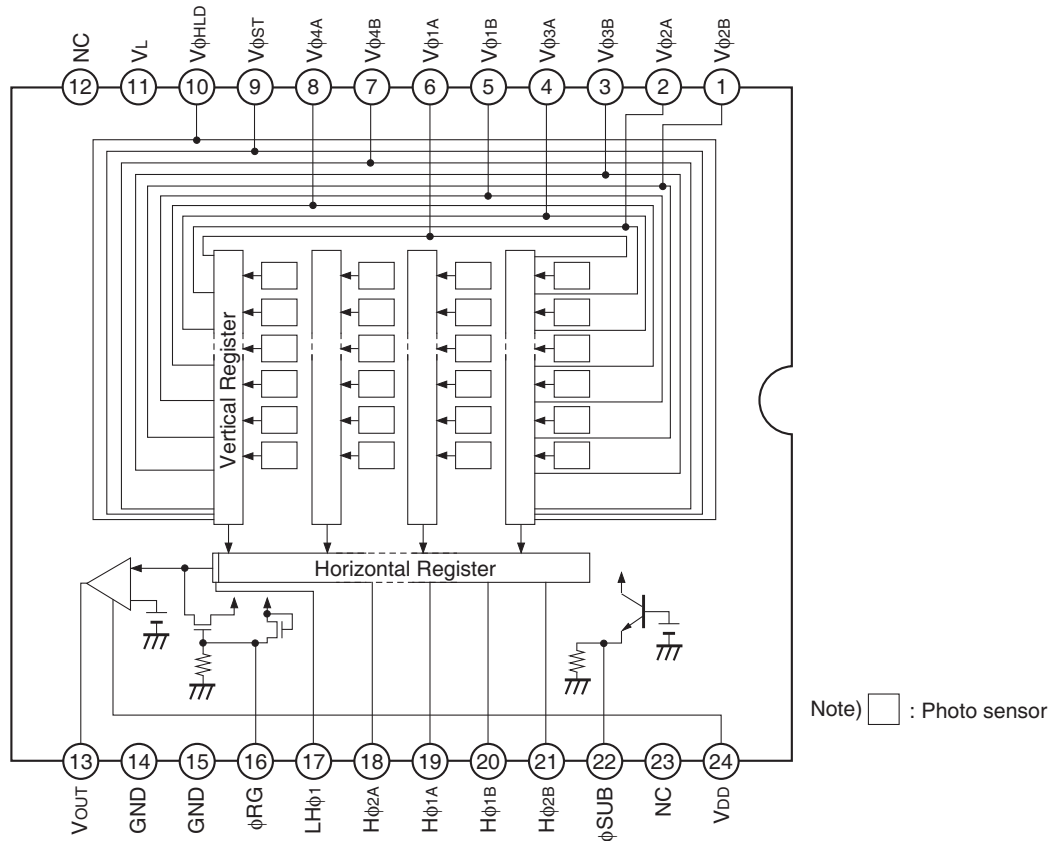 NC
VL
VϕHLD
VϕST
Vϕ4A
Vϕ4B
Vϕ1A
Vϕ1B
Vϕ3A
Vϕ3B
Vϕ2A
Vϕ2B
12
11
10
9
8
7
6
5
4
3
2
1
Vertical Register
Horizontal Register
Note) : Photo sensor
13
14
15
16
17
18
19
20
21
22
23
24
VOUT
GND
GND
ϕRG
LHϕ1
Hϕ2A
Hϕ1A
Hϕ1B
Hϕ2B
ϕSUB
NC
VDD